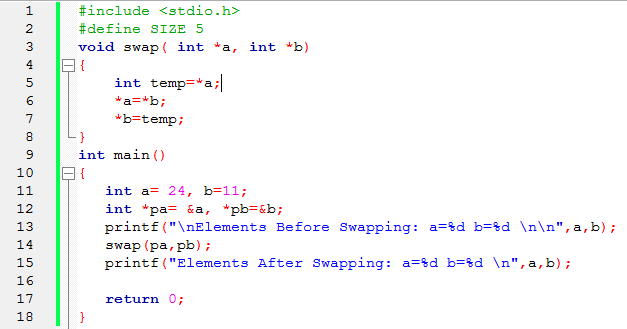 1 #include <stdio.h>
2 #define SIZE 5
3 void swap( int *a, int *b)
4 {
5 int temp=*a;
6 *a=*b;
7 *b=temp;
8 }
9 int main()
10 {
11 int a= 24, b=11;
12 int *pa= &a, *pb=&b;
13 printf("\nElements Before Swapping: a=%d b=%d \n\n",a,b);
14 swap(pa,pb);
15 printf("Elements After Swapping: a=%d b=%d \n",a,b);
16
17 return 0;
18 }